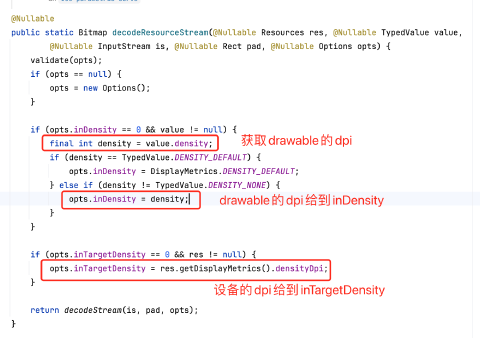 @Nullable
public static Bitmap decodeResourceStream(@Nullable Resources res, @Nullable TypedValue value,
@Nullable InputStream is, @Nullable Rect pad, @Nullable Options opts) {
validate(opts);
if (opts == null) {
opts = new Options();
}
if (opts.inDensity == 0 && value != null) {
final int density = value.density; 获取drawable的dpi
if (density == TypedValue.DENSITY_DEFAULT) {
opts.inDensity = DisplayMetrics.DENSITY_DEFAULT;
} else if (density != TypedValue.DENSITY_NONE) {
opts.inDensity = density; drawable的dpi给到inDensity
}
}
if (opts.inTargetDensity == 0 && res != null) {
opts.inTargetDensity = res.getDisplayMetrics().densityDpi;
} 设备的dpi给到inTargetDensity
return decodeStream(is, pad, opts);
}